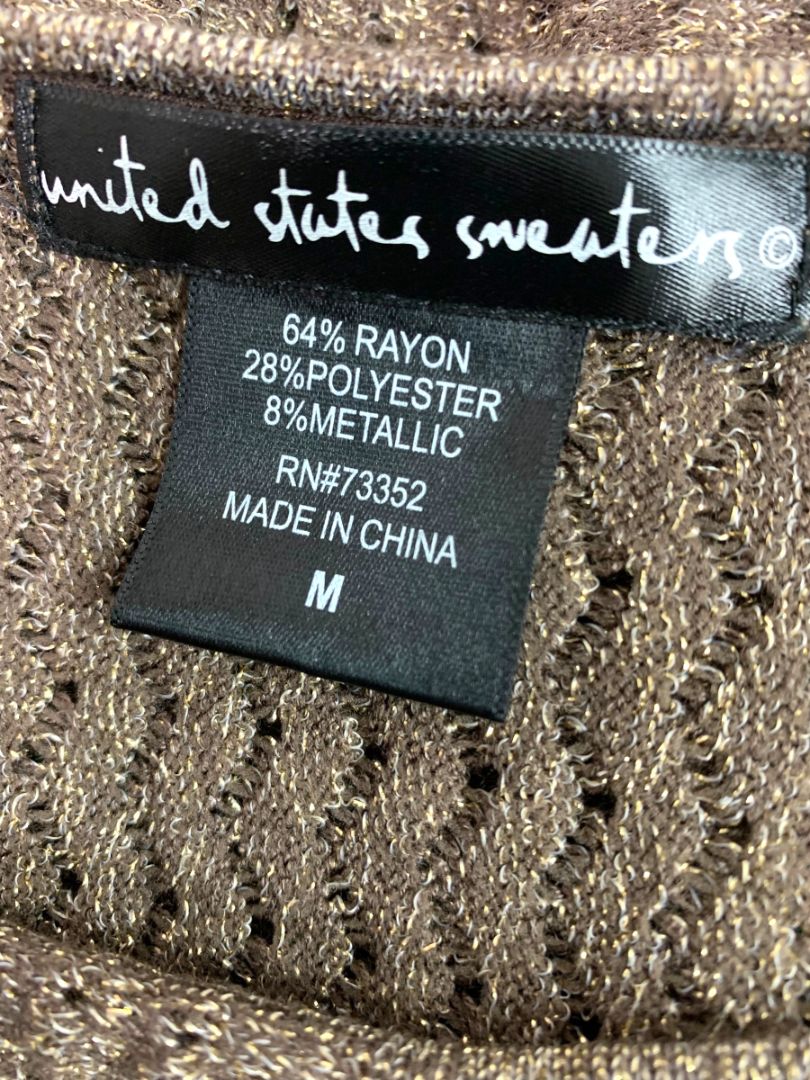 united states sweaters©
64% RAYON
28%POLYESTER
8%METALLIC
RN#73352
MADE IN CHINA
M